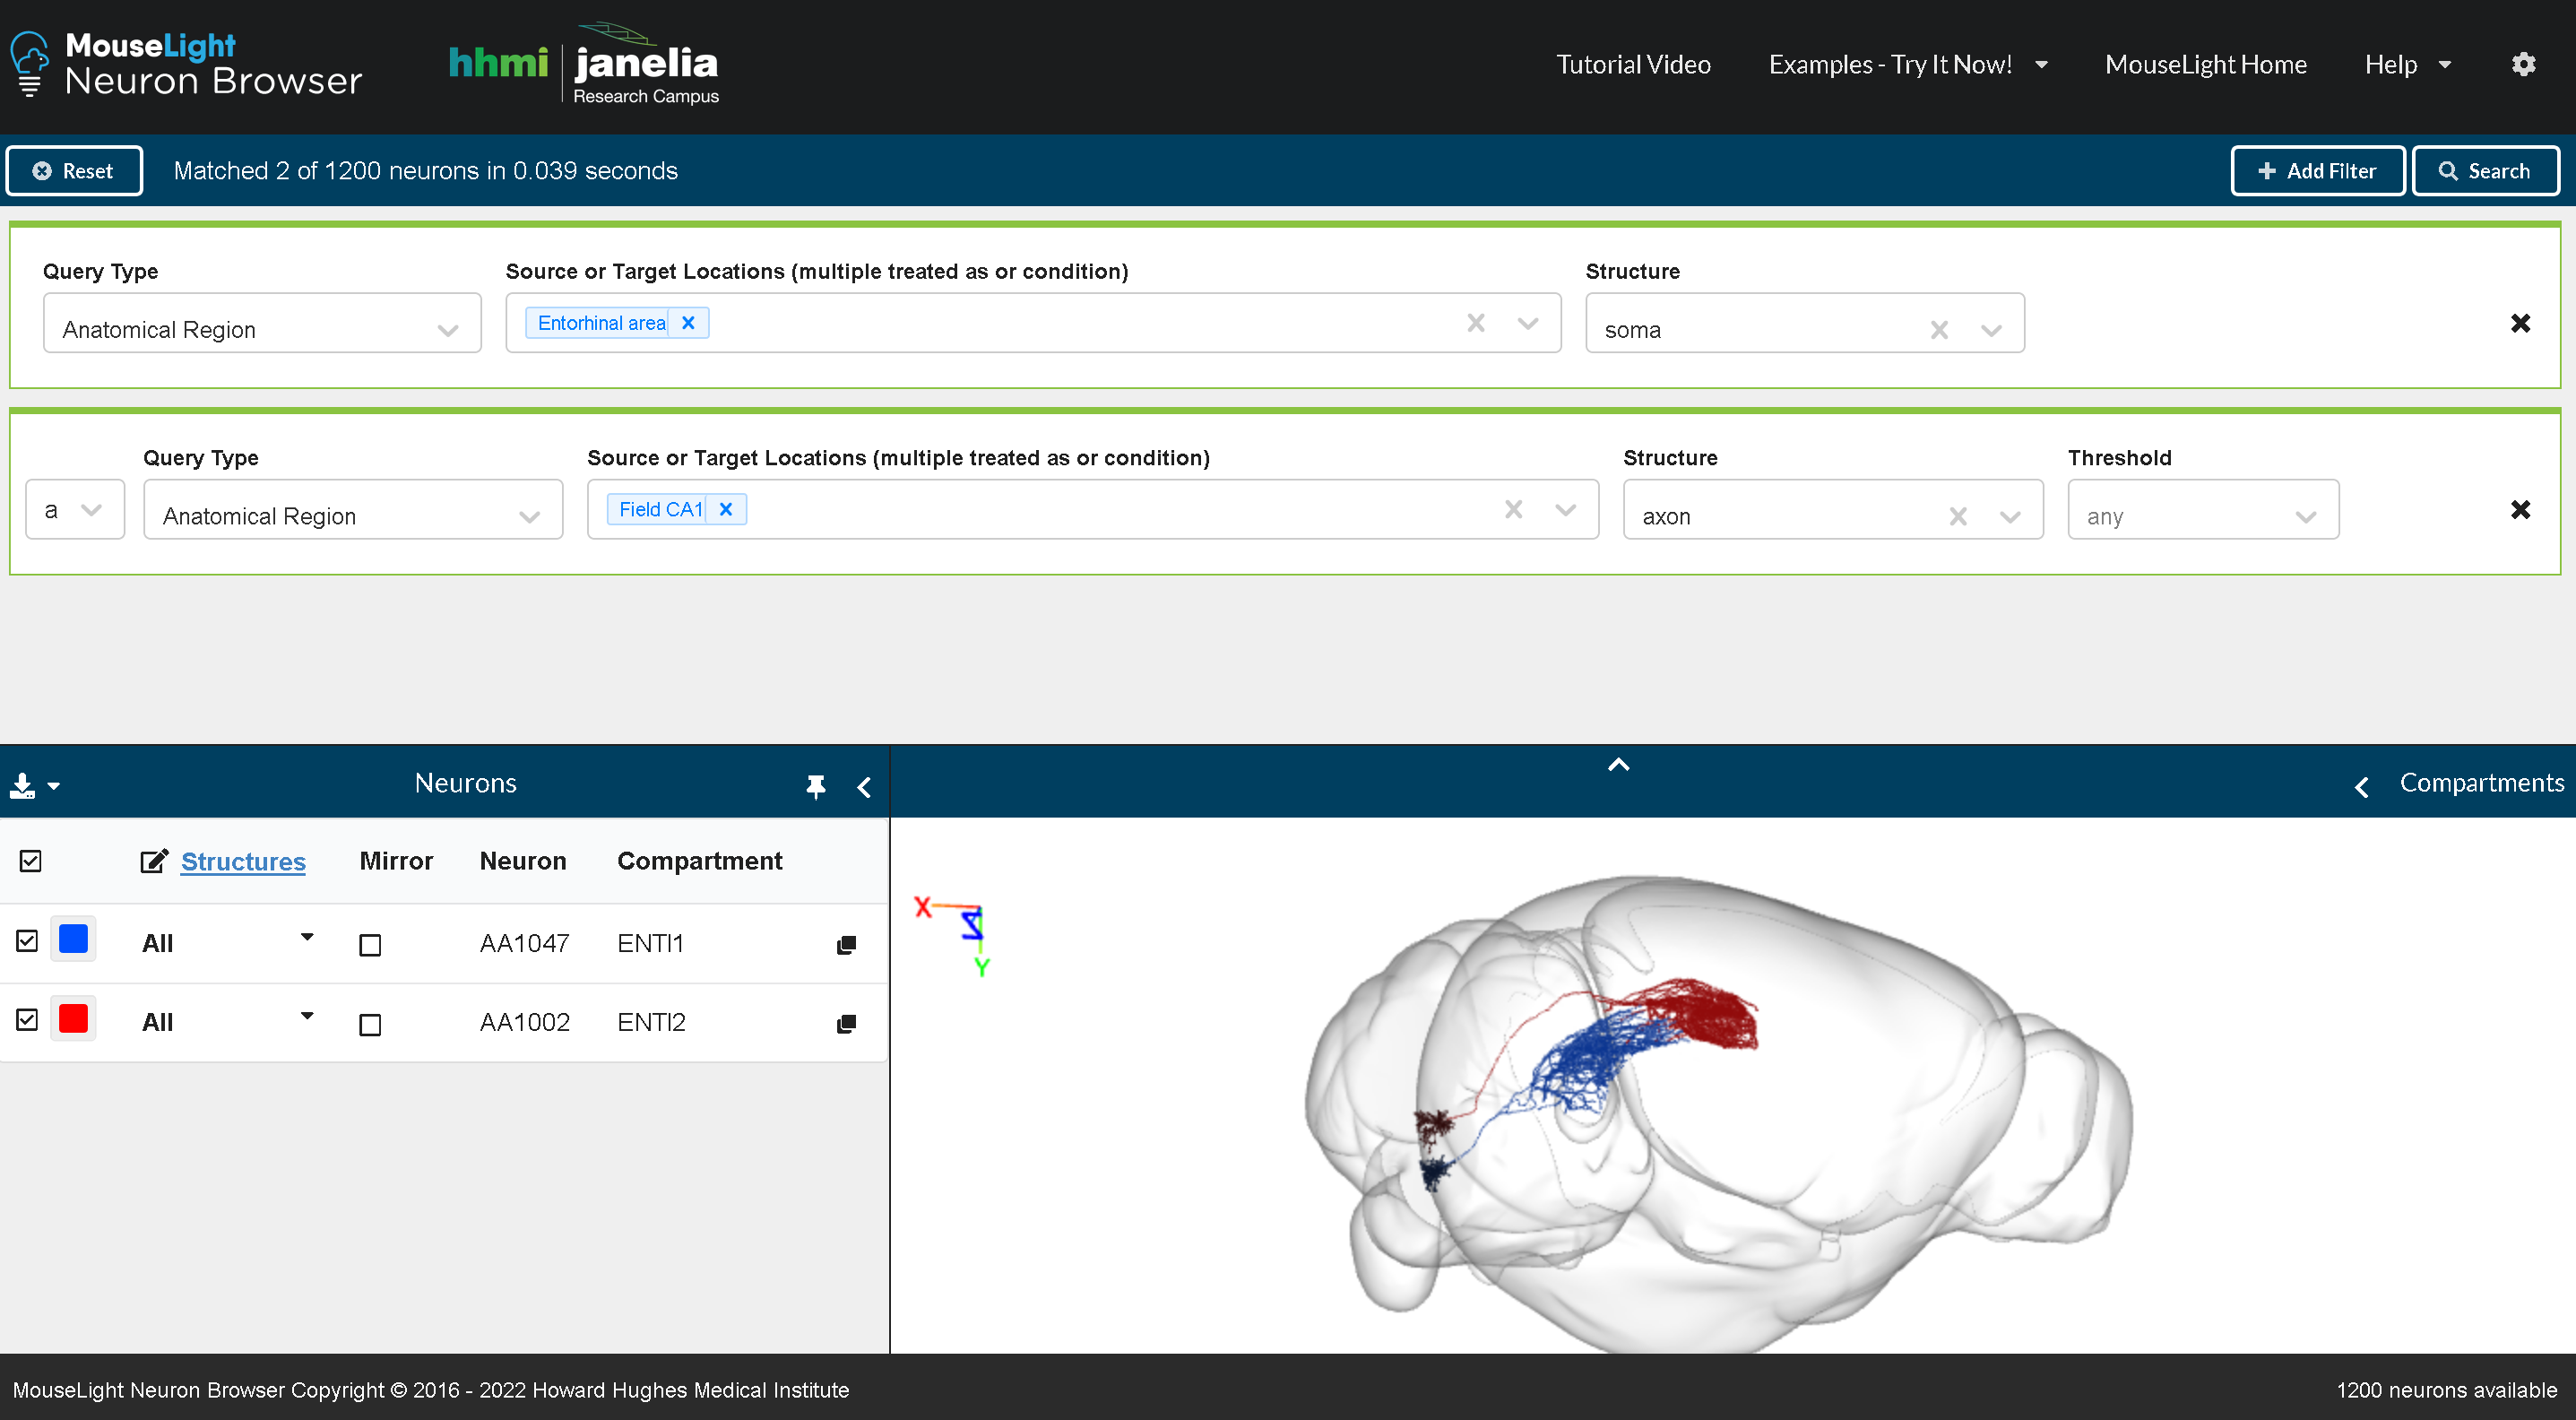 MouseLight
Neuron Browser
hhmi janelia
Research Campus
Tutorial Video Examples - Try It Now! MouseLight Home Help
Reset Matched 2 of 1200 neurons in 0.039 seconds Add Filter Search
Query Type Source or Target Locations (multiple treated as or condition) Structure
Anatomical Region Entorhinal area soma
Query Type Source or Target Locations (multiple treated as or condition) Structure Threshold
a Anatomical Region Field CA1 axon any
Neurons Compartments
Structures Mirror Neuron Compartment
All AA1047 ENTl1
All AA1002 ENTl2
X Z
Y
MouseLight Neuron Browser Copyright © 2016 - 2022 Howard Hughes Medical Institute 1200 neurons available